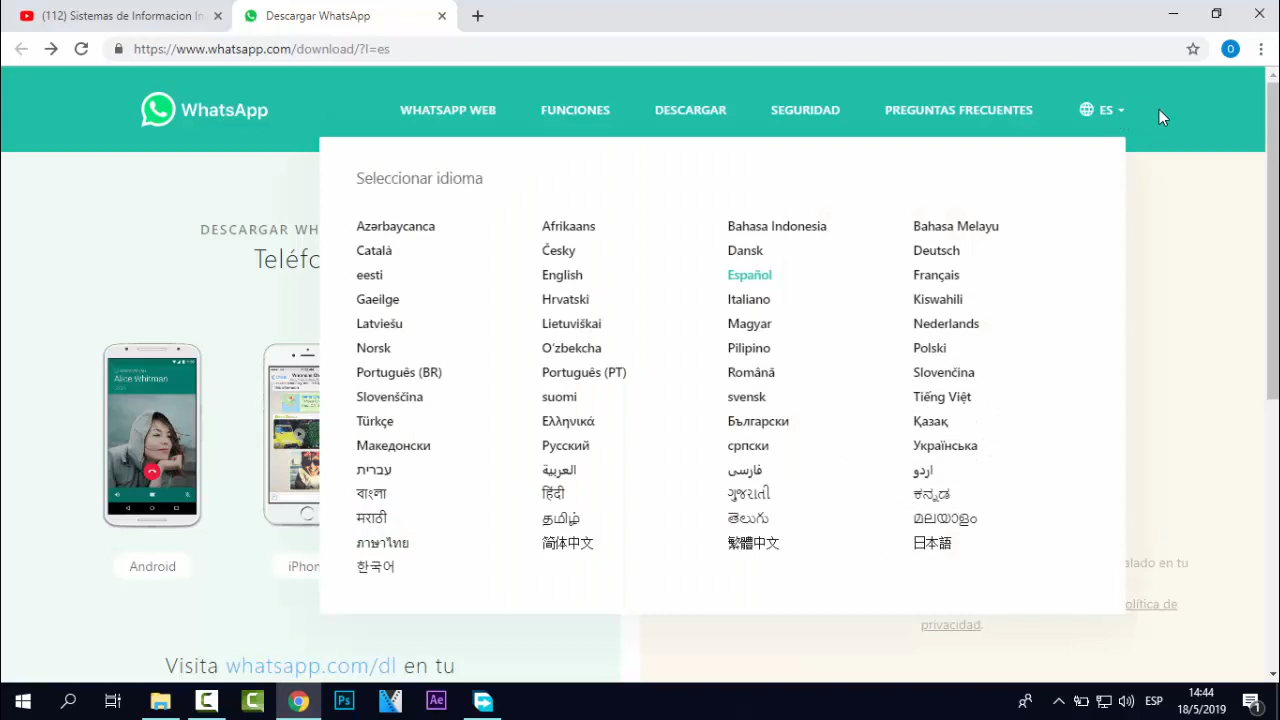 (112) Sistemas de Informacion In
Descargar WhatsApp
https://www.whatsapp.com/download/?l=es
O
WhatsApp
WHATSAPP WEB
FUNCIONES
DESCARGAR
SEGURIDAD
PREGUNTAS FRECUENTES
ES
Seleccionar idioma
Azərbaycanca Afrikaans Bahasa Indonesia Bahasa Melayu
Català Česky Dansk Deutsch
eesti English Español Français
Gaeilge Hrvatski Italiano Kiswahili
Latviešu Lietuviškai Magyar Nederlands
Norsk O'zbekcha Pilipino Polski
Português (BR) Português (PT) Română Slovenčina
Slovenščina suomi svensk Tiếng Việt
Türkçe Ελληνικά Български Қазақ
Македонски Русский српски Українська
עברית العربية فارسی اردو
বাংলা हिंदी ગુજરાતી ಕನ್ನಡ
मराठी தமிழ் తెలుగు മലയാളം
ภาษาไทย 简体中文 繁體中文 日本語
한국어
DESCARGAR WH
Teléfo
Alice Whitman
Android
iPhon
alado en tu
olítica de
privacidad.
Visita whatsapp.com/dl en tu
Ps
Ae
ESP
14:44
18/5/2019
1